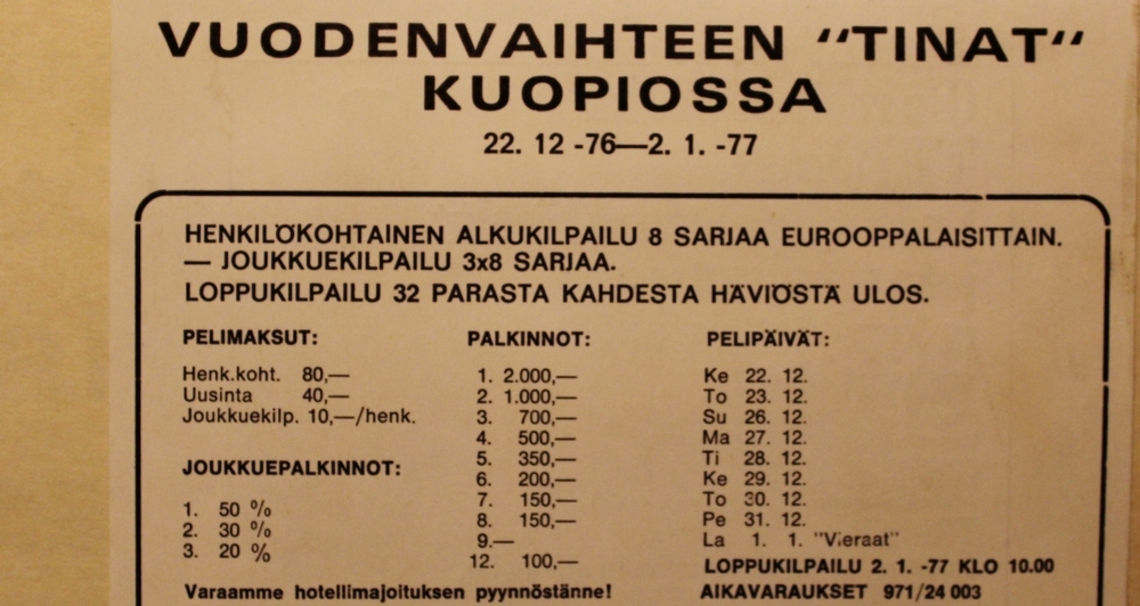 VUODENVAIHTEEN “TINAT“
KUOPIOSSA
22. 12 -76—2. 1. -77
HENKILÖKOHTAINEN ALKUKILPAILU 8 SARJAA EUROOPPALAISITTAIN.
— JOUKKUEKILPAILU 3x8 SARJAA.
LOPPUKILPAILU 32 PARASTA KAHDESTA HÄVIÖSTÄ ULOS.
PELIMAKSUT:
Henk.koht. 80,—
Uusinta 40,—
Joukkuekilp. 10,—/henk.
JOUKKUEPALKINNOT:
1. 50 %
2. 30 %
3. 20 %
Varaamme hotellimajoituksen pyynnöstänne!
PALKINNOT:
1. 2.000,—
2. 1.000,—
3. 700,—
4. 500,—
5. 350,—
6. 200,—
7. 150,—
8. 150,—
9.—
12. 100,—
PELIPÄIVÄT:
Ke 22. 12.
To 23. 12.
Su 26. 12.
Ma 27. 12.
Ti 28. 12.
Ke 29. 12.
To 30. 12.
Pe 31. 12.
La 1. 1. "Vieraat"
LOPPUKILPAILU 2. 1. -77 KLO 10.00
AIKAVARAUKSET 971/24 003